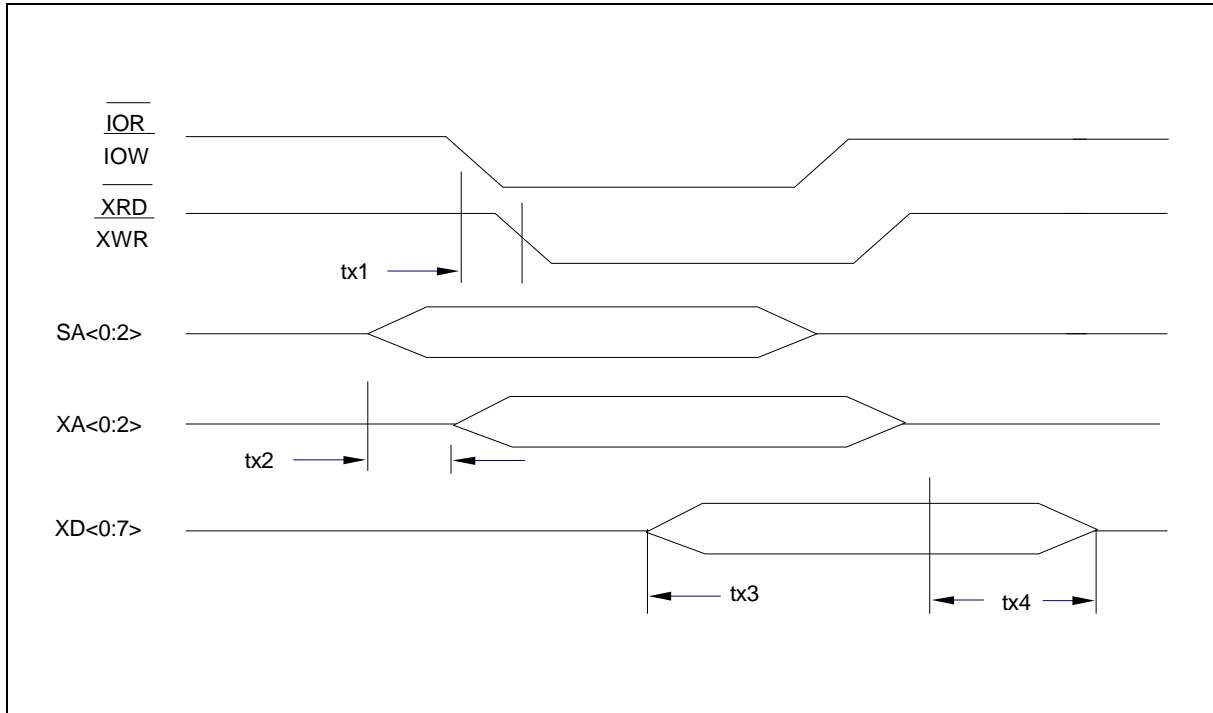 IOR
IOW
XRD
XWR
tx1
SA<0:2>
XA<0:2>
tx2
XD<0:7>
tx3
tx4